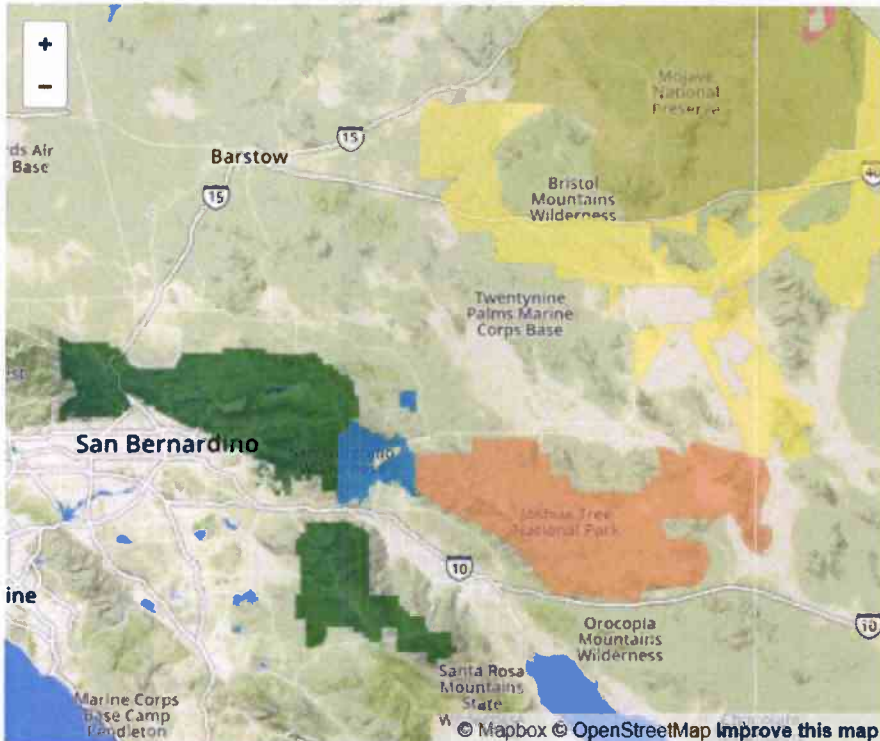 +
−
Mojave
National
Preserve
15
ds Air
Base
Barstow
15
40
Bristol
Mountains
Wilderness
Twentynine
Palms Marine
Corps Base
San Bernardino
Joshua Tree
National Park
10
ine
10
Orocopia
Mountains
Wilderness
Santa Rosa
Mountains
State
Marine Corps
Base Camp
Pendleton
© Mapbox © OpenStreetMap Improve this map